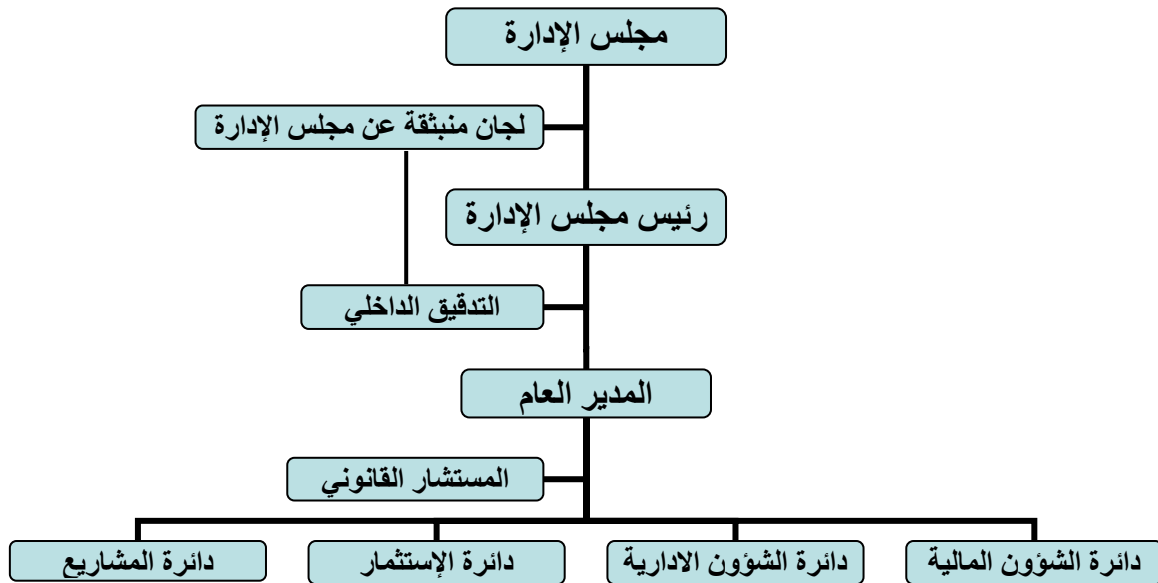 مجلس الإدارة
لجان منبثقة عن مجلس الإدارة
رئيس مجلس الإدارة
التدقيق الداخلي
المدير العام
المستشار القانوني
دائرة الشؤون المالية
دائرة الشؤون الادارية
دائرة الإستثمار
دائرة المشاريع